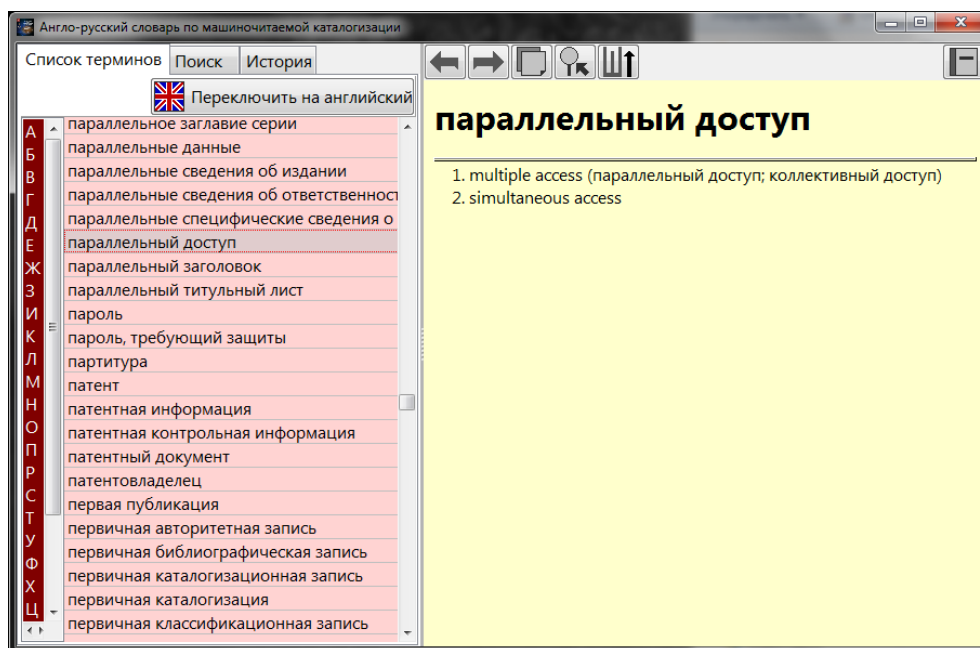 Англо-русский словарь по машиночитаемой каталогизации
Список терминов Поиск История
Переключить на английский
А
Б
В
Г
Д
Е
Ж
З
И
К
Л
М
Н
О
П
Р
С
Т
У
Ф
Х
Ц
параллельное заглавие серии
параллельные данные
параллельные сведения об издании
параллельные сведения об ответственност
параллельные специфические сведения о
параллельный доступ
параллельный заголовок
параллельный титульный лист
пароль
пароль, требующий защиты
партитура
патент
патентная информация
патентная контрольная информация
патентный документ
патентовладелец
первая публикация
первичная авторитетная запись
первичная библиографическая запись
первичная каталогизационная запись
первичная каталогизация
первичная классификационная запись
параллельный доступ
1. multiple access (параллельный доступ; коллективный доступ)
2. simultaneous access